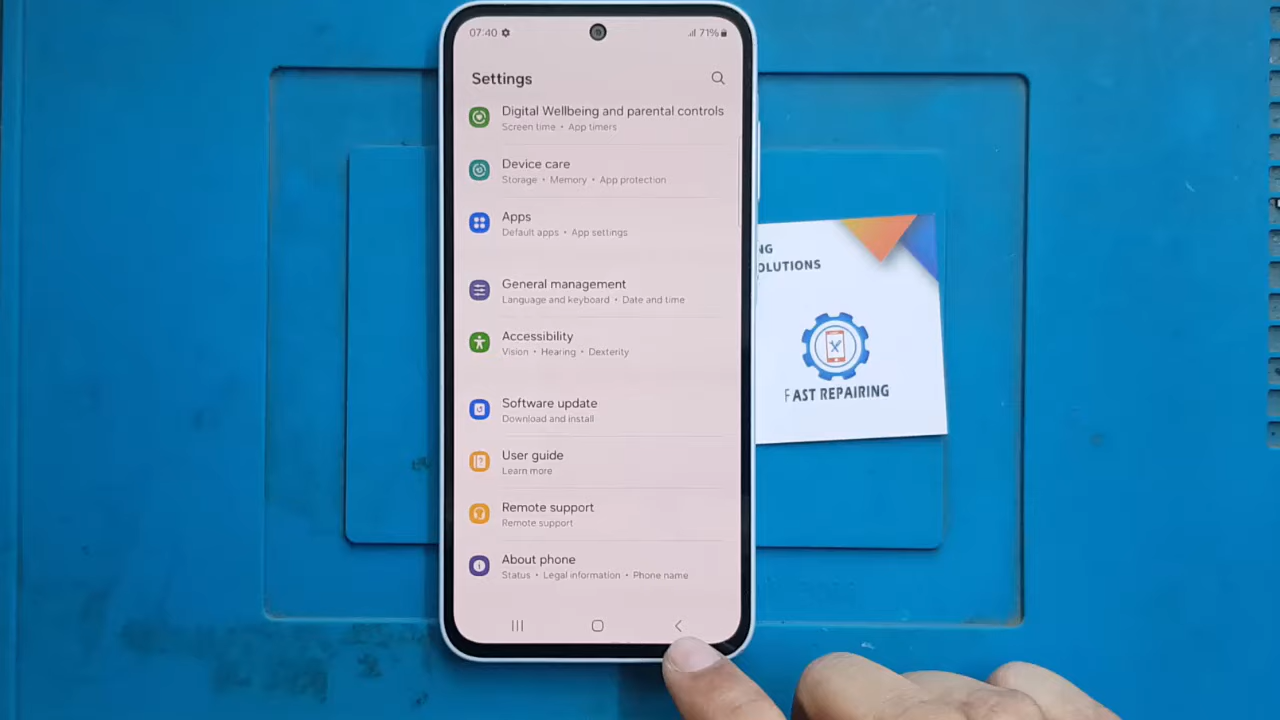 07:40
71%
Settings
Digital Wellbeing and parental controls
Screen time • App timers
Device care
Storage • Memory • App protection
Apps
Default apps • App settings
General management
Language and keyboard • Date and time
Accessibility
Vision • Hearing • Dexterity
Software update
Download and install
User guide
Learn more
Remote support
Remote support
About phone
Status • Legal information • Phone name
NG
OLUTIONS
FAST REPAIRING